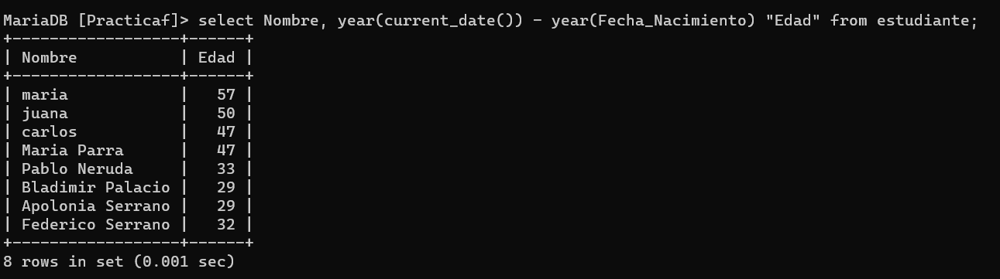 MariaDB [Practicaf]> select Nombre, year(current_date()) - year(Fecha_Nacimiento) "Edad" from estudiante;
+------------------+------+
| Nombre           | Edad |
+------------------+------+
| maria            |   57 |
| juana            |   50 |
| carlos           |   47 |
| Maria Parra      |   47 |
| Pablo Neruda     |   33 |
| Bladimir Palacio |   29 |
| Apolonia Serrano |   29 |
| Federico Serrano |   32 |
+------------------+------+
8 rows in set (0.001 sec)